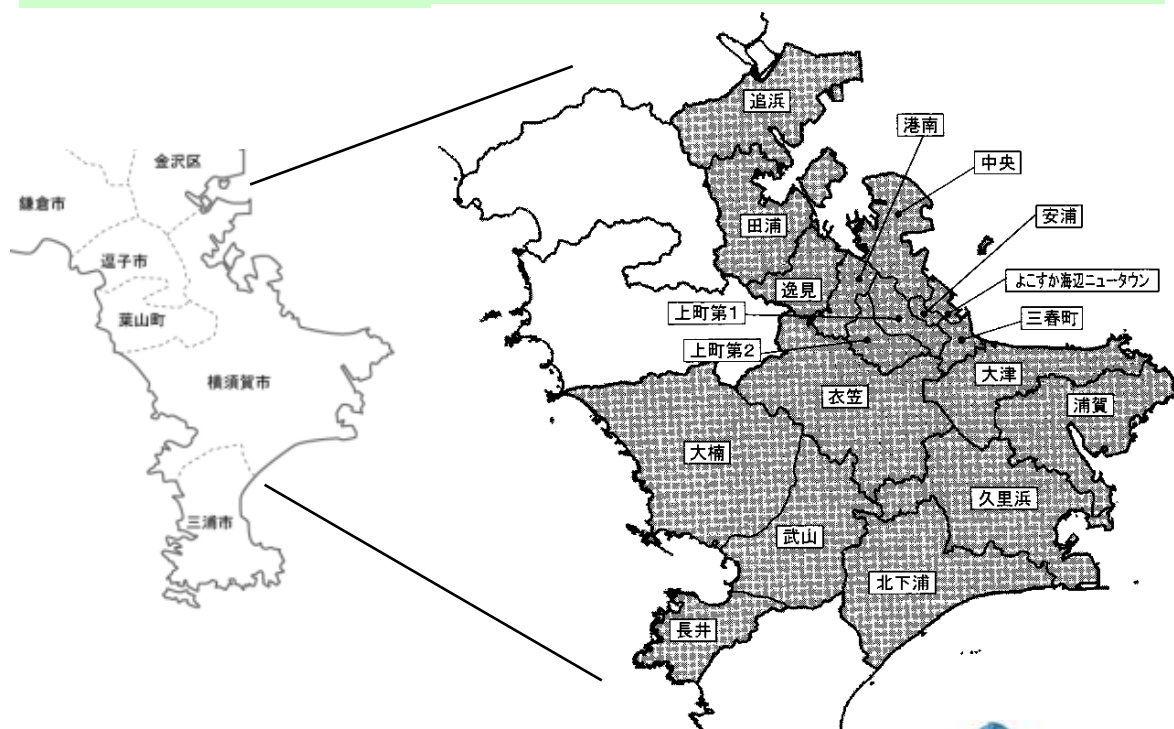 金沢区
鎌倉市
逗子市
葉山町
横須賀市
三浦市
追浜
港南
中央
田浦
安浦
逸見
よこすか海辺ニュータウン
上町第1
三春町
上町第2
大津
衣笠
浦賀
大楠
久里浜
武山
北下浦
長井